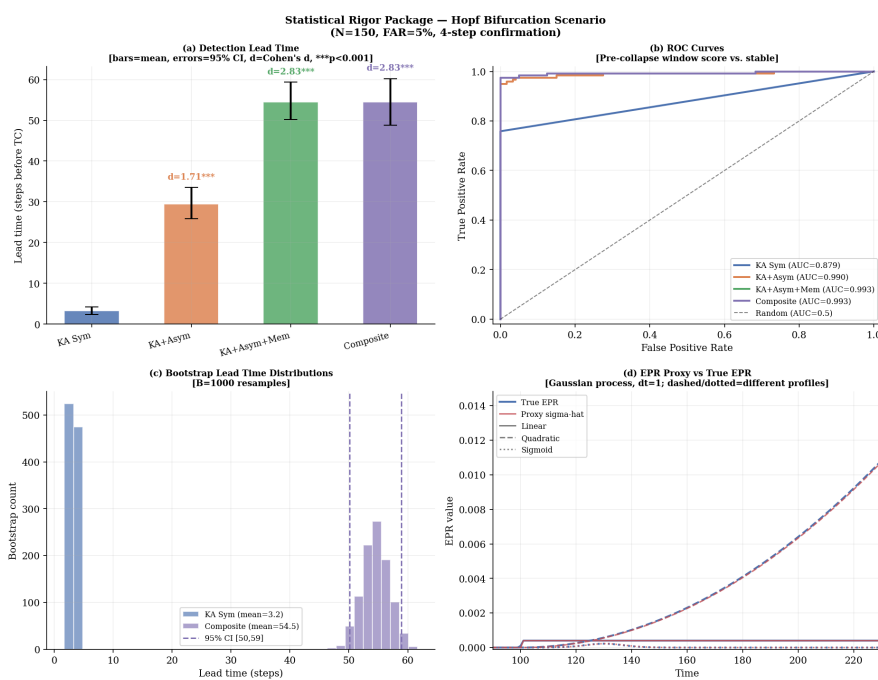 Statistical Rigor Package — Hopf Bifurcation Scenario
(N=150, FAR=5%, 4-step confirmation)
(a) Detection Lead Time
[bars=mean, errors=95% CI, d=Cohen's d, ***p<0.001]
Lead time (steps before TC)
60
50
40
30
20
10
0
d=1.71***
d=2.83***
d=2.83***
KA Sym
KA+Asym
KA+Asym+Mem
Composite
(b) ROC Curves
[Pre-collapse window score vs. stable]
True Positive Rate
1.0
0.8
0.6
0.4
0.2
0.0
KA Sym (AUC=0.879)
KA+Asym (AUC=0.990)
KA+Asym+Mem (AUC=0.993)
Composite (AUC=0.993)
Random (AUC=0.5)
0.0 0.2 0.4 0.6 0.8 1.0
False Positive Rate
(c) Bootstrap Lead Time Distributions
[B=1000 resamples]
Bootstrap count
500
400
300
200
100
0
KA Sym (mean=3.2)
Composite (mean=54.5)
95% CI [50,59]
0 10 20 30 40 50 60
Lead time (steps)
(d) EPR Proxy vs True EPR
[Gaussian process, dt=1; dashed/dotted=different profiles]
EPR value
0.014
0.012
0.010
0.008
0.006
0.004
0.002
0.000
True EPR
Proxy sigma-hat
Linear
Quadratic
Sigmoid
100 120 140 160 180 200 220
Time